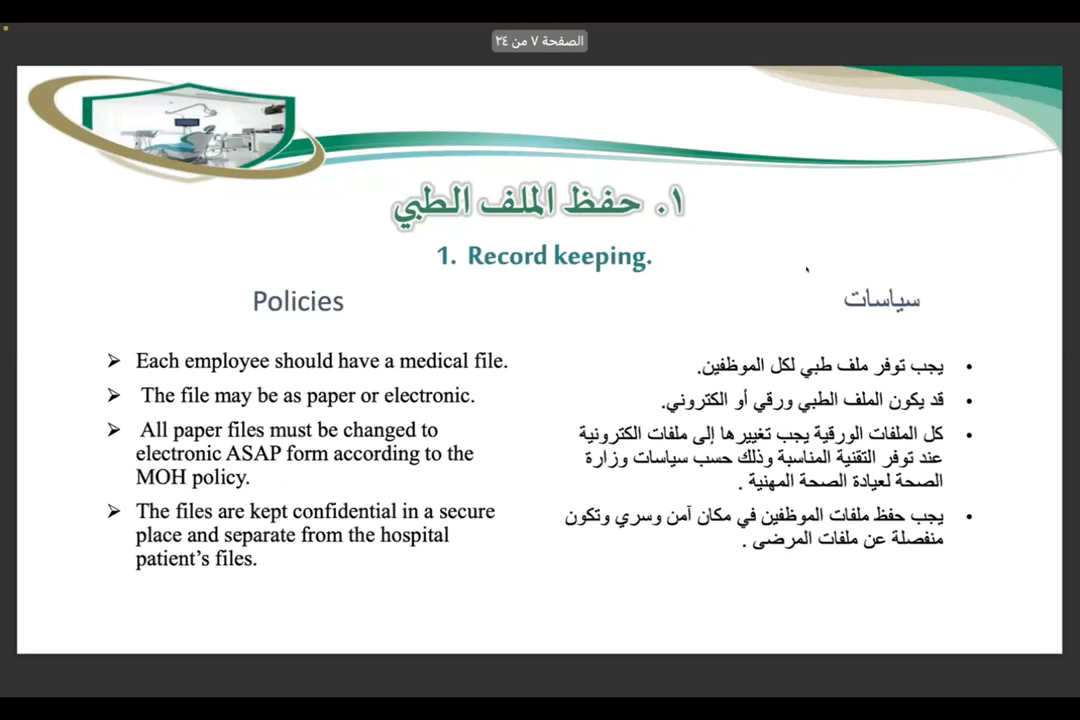 الصفحة ٧ من ٣٤
١. حفظ الملف الطبي
1. Record keeping.
Policies
➢ Each employee should have a medical file.
➢ The file may be as paper or electronic.
➢ All paper files must be changed to
electronic ASAP form according to the
MOH policy.
➢ The files are kept confidential in a secure
place and separate from the hospital
patient’s files.
سياسات
• يجب توفر ملف طبي لكل الموظفين.
• قد يكون الملف الطبي ورقي أو الكتروني.
• كل الملفات الورقية يجب تغييرها إلى ملفات الكترونية
عند توفر التقنية المناسبة وذلك حسب سياسات وزارة
الصحة لعيادة الصحة المهنية .
• يجب حفظ ملفات الموظفين في مكان آمن وسري وتكون
منفصلة عن ملفات المرضى .